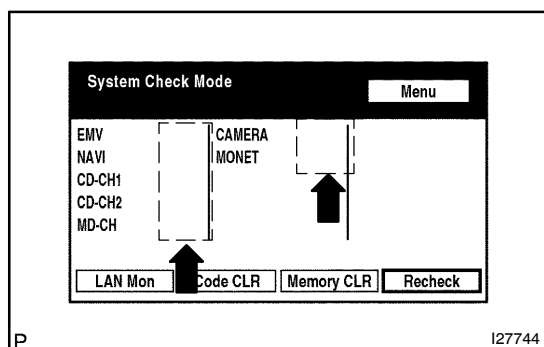 System Check Mode
Menu
EMV
NAVI
CD-CH1
CD-CH2
MD-CH
CAMERA
MONET
LAN Mon
Code CLR
Memory CLR
Recheck
P
I27744